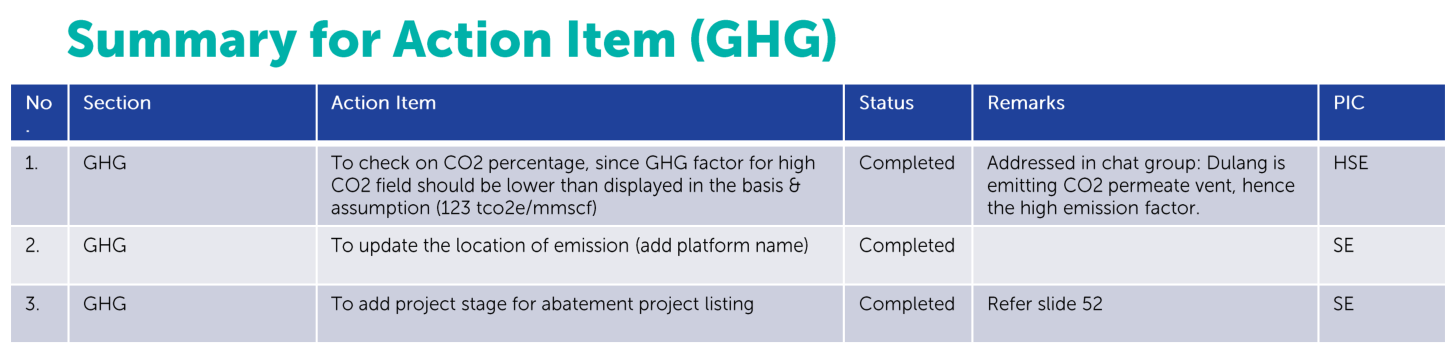 Summary for Action Item (GHG)
No
.
Section
Action Item
Status
Remarks
PIC
1.
GHG
To check on CO2 percentage, since GHG factor for high
CO2 field should be lower than displayed in the basis &
assumption (123 tco2e/mmscf)
Completed
Addressed in chat group: Dulang is
emitting CO2 permeate vent, hence
the high emission factor.
HSE
2.
GHG
To update the location of emission (add platform name)
Completed
SE
3.
GHG
To add project stage for abatement project listing
Completed
Refer slide 52
SE